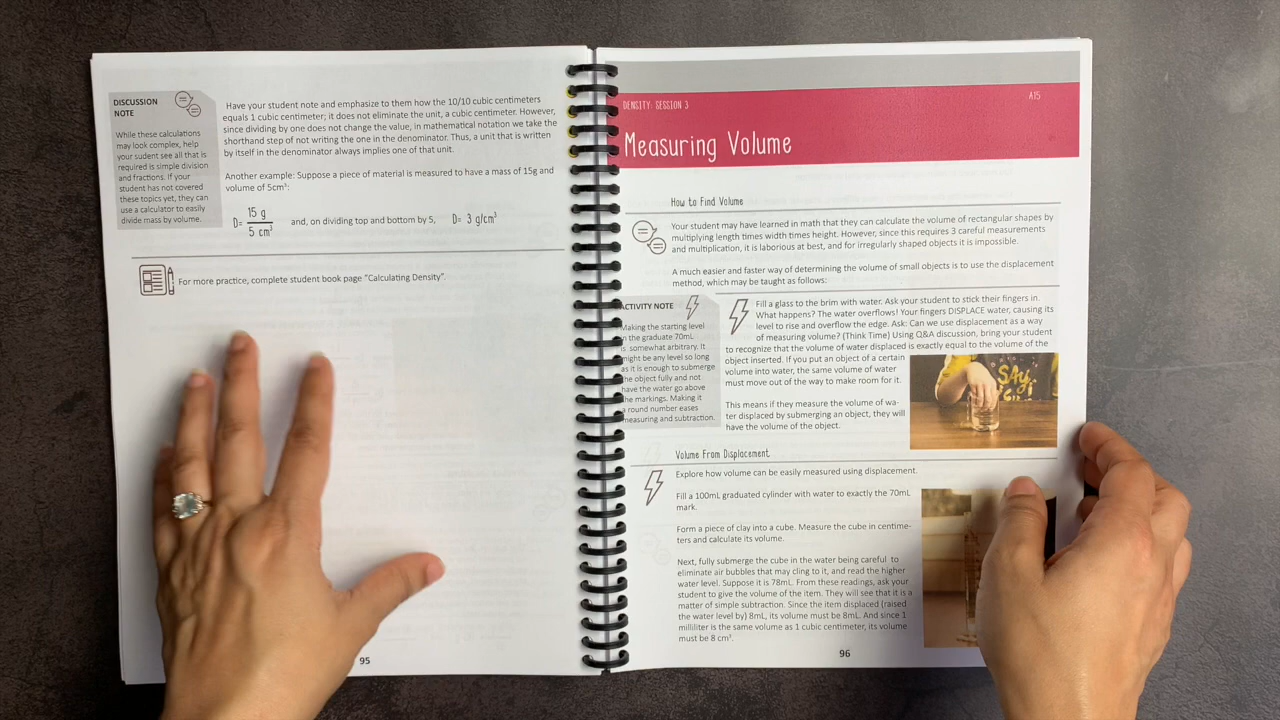 DISCUSSION
NOTE
While these calculations
may look complex, help
your sudent see all that is
required is simple division
and fractions. If your
student has not covered
these topics yet, they can
use a calculator to easily
divide mass by volume.
Have your student note and emphasize to them how the 10/10 cubic centimeters
equals 1 cubic centimeter; it does not eliminate the unit, a cubic centimeter. However,
since dividing by one does not change the value, in mathematical notation we take the
shorthand step of not writing the one in the denominator. Thus, a unit that is written
by itself in the denominator always implies one of that unit.
Another example: Suppose a piece of material is measured to have a mass of 15g and
volume of 5cm³:
D= 15 g / 5 cm³ and, on dividing top and bottom by 5, D= 3 g/cm³
For more practice, complete student book page “Calculating Density”.
95
DENSITY: SESSION 3
A15
Measuring Volume
How to Find Volume
Your student may have learned in math that they can calculate the volume of rectangular shapes by
multiplying length times width times height. However, since this requires 3 careful measurements
and multiplication, it is laborious at best, and for irregularly shaped objects it is impossible.
A much easier and faster way of determining the volume of small objects is to use the displacement
method, which may be taught as follows:
ACTIVITY NOTE
Making the starting level
in the graduate 70mL
is somewhat arbitrary. It
might be any level so long
as it is enough to submerge
the object fully and not
have the water go above
the markings. Making it
a round number eases
measuring and subtraction.
Fill a glass to the brim with water. Ask your student to stick their fingers in.
What happens? The water overflows! Your fingers DISPLACE water, causing its
level to rise and overflow the edge. Ask: Can we use displacement as a way
of measuring volume? (Think Time) Using Q&A discussion, bring your student
to recognize that the volume of water displaced is exactly equal to the volume of the
object inserted. If you put an object of a certain
volume into water, the same volume of water
must move out of the way to make room for it.
This means if they measure the volume of wa-
ter displaced by submerging an object, they will
have the volume of the object.
SAY
Volume From Displacement
Explore how volume can be easily measured using displacement.
Fill a 100mL graduated cylinder with water to exactly the 70mL
mark.
Form a piece of clay into a cube. Measure the cube in centime-
ters and calculate its volume.
Next, fully submerge the cube in the water being careful to
eliminate air bubbles that may cling to it, and read the higher
water level. Suppose it is 78mL. From these readings, ask your
student to give the volume of the item. They will see that it is a
matter of simple subtraction. Since the item displaced (raised
the water level by) 8mL, its volume must be 8mL. And since 1
milliliter is the same volume as 1 cubic centimeter, its volume
must be 8 cm³.
96